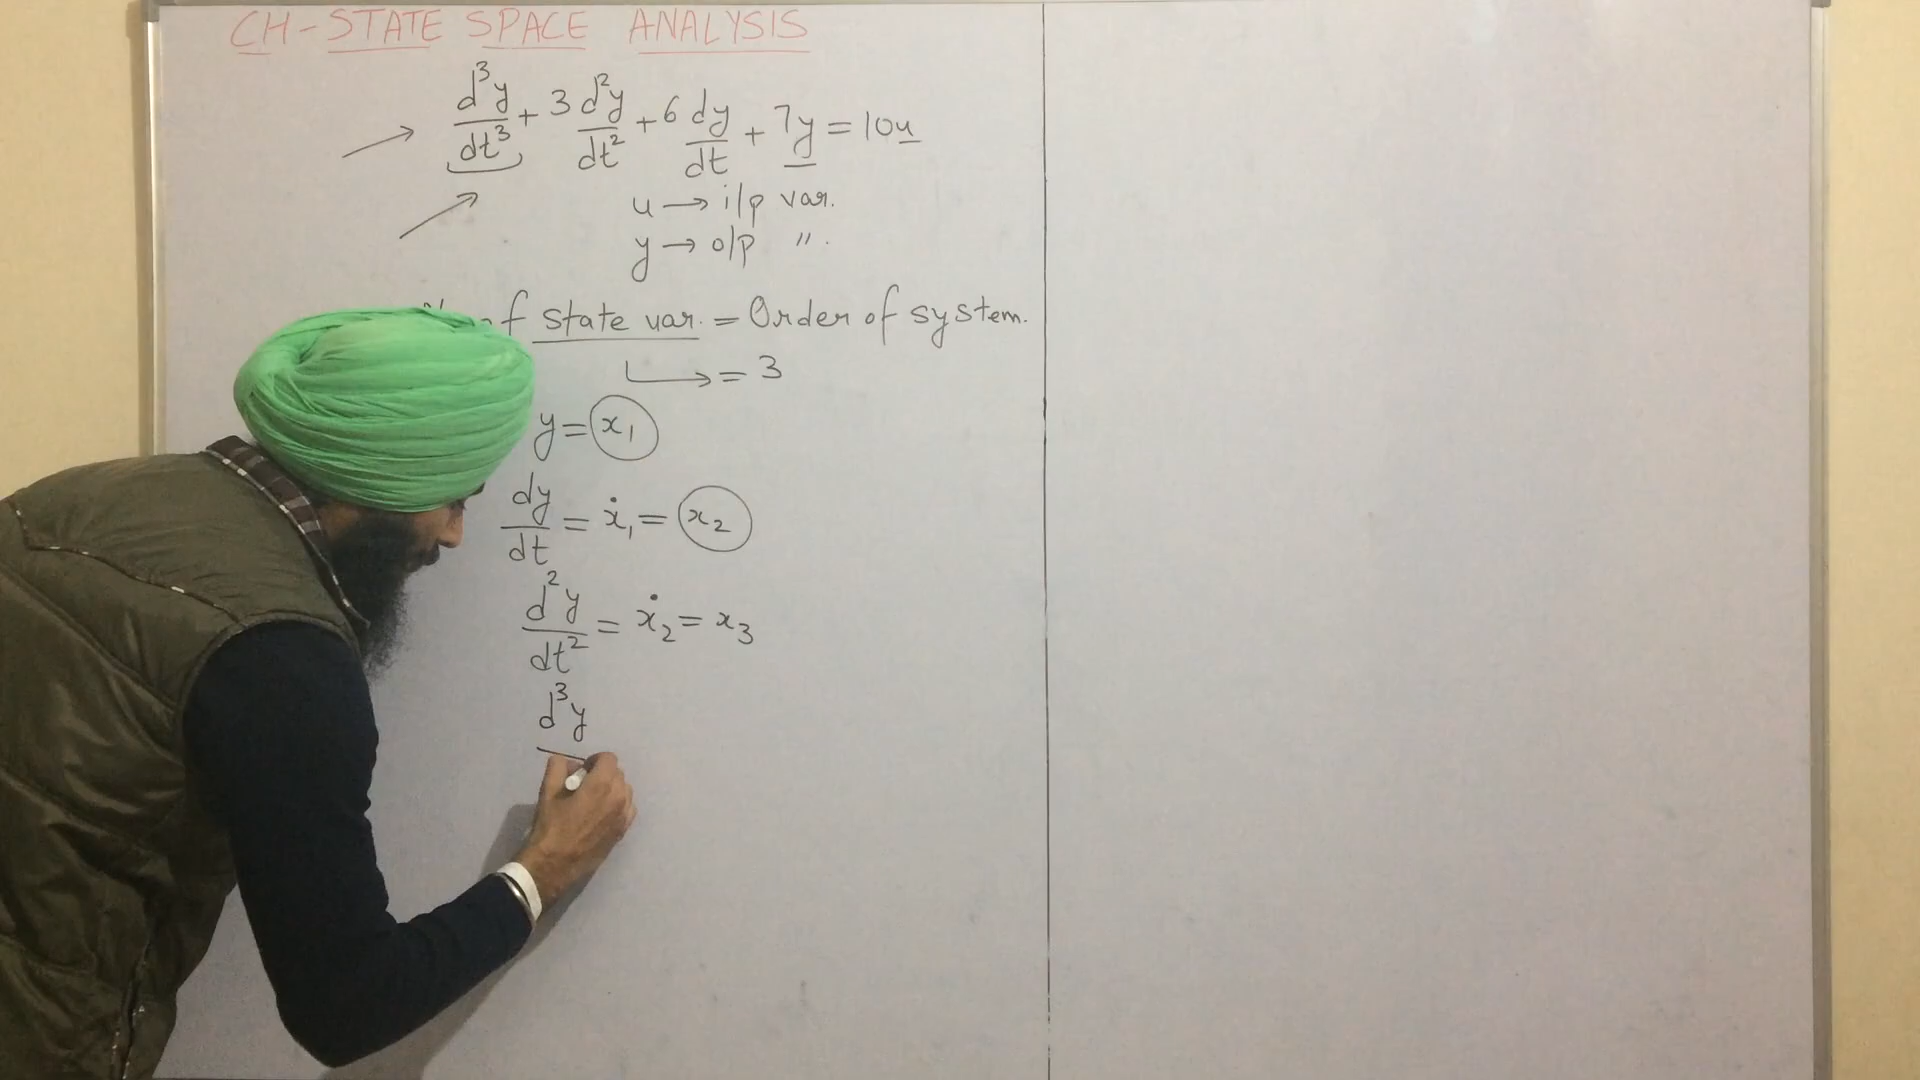 CH-STATE SPACE ANALYSIS
d³y/dt³ + 3 d²y/dt² + 6 dy/dt + 7y = 10u
u → i/p var.
y → o/p ".
of state var. = Order of system.
↳ = 3
y = x₁
dy/dt = ẋ₁ = x₂
d²y/dt² = ẋ₂ = x₃
d³y